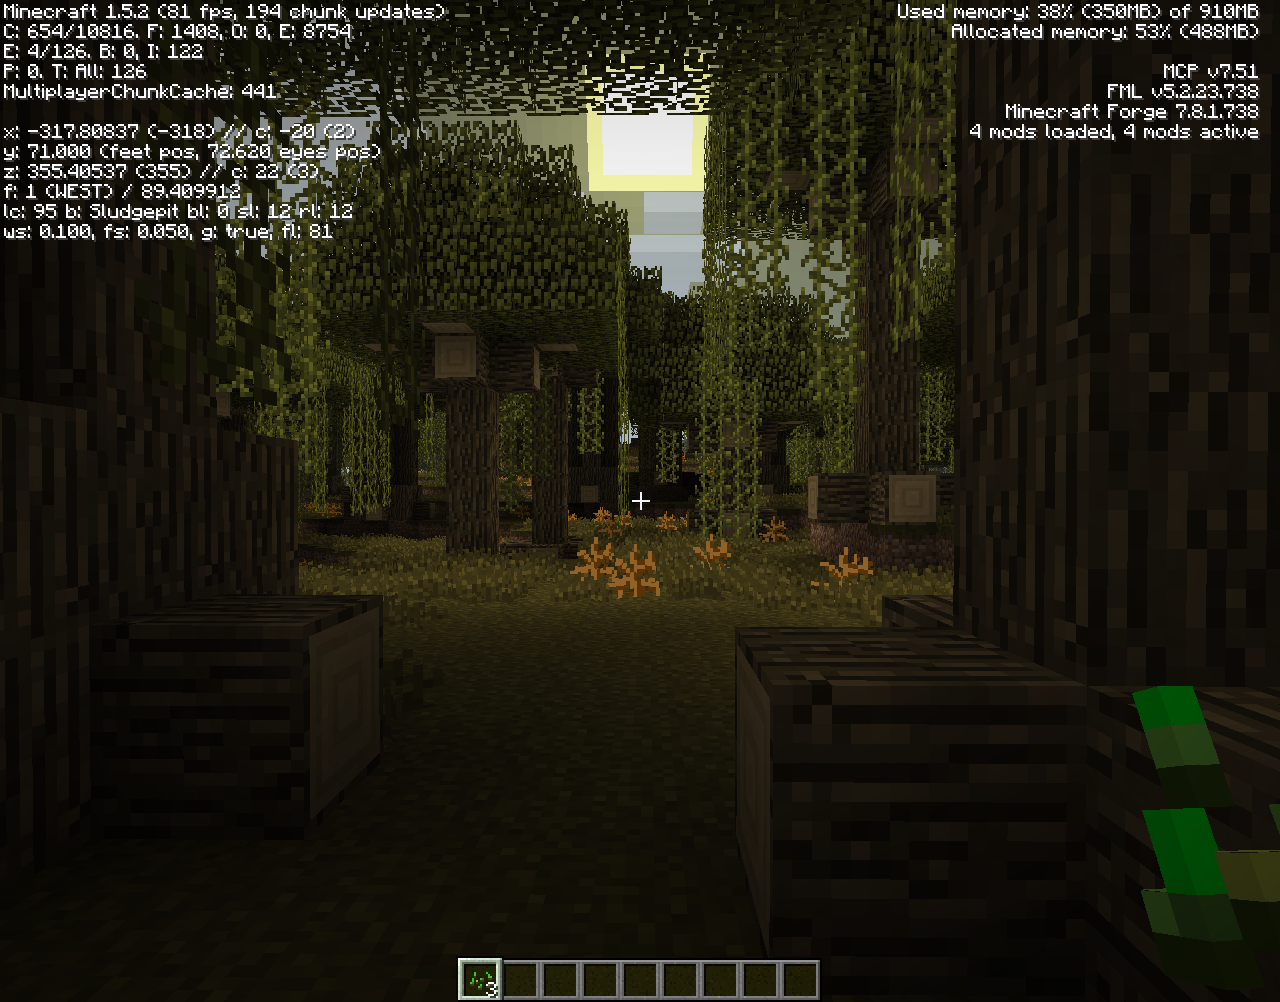 Minecraft 1.5.2 (81 fps, 194 chunk updates)
C: 654/10816. F: 1408, O: 0, E: 8754
E: 4/126. B: 0, I: 122
P: 0. T: All: 126
MultiplayerChunkCache: 441
x: -317.80837 (-318) // c: -20 (2)
y: 71.000 (feet pos, 72.620 eyes pos)
z: 355.40537 (355) // c: 22 (3)
f: 1 (WEST) / 89.409913
lc: 95 b: Sludgepit bl: 0 sl: 12 rl: 12
ws: 0.100, fs: 0.050, g: true, fl: 81
Used memory: 38% (350MB) of 910MB
Allocated memory: 53% (488MB)
MCP v7.51
FML v5.2.23.738
Minecraft Forge 7.8.1.738
4 mods loaded, 4 mods active
3